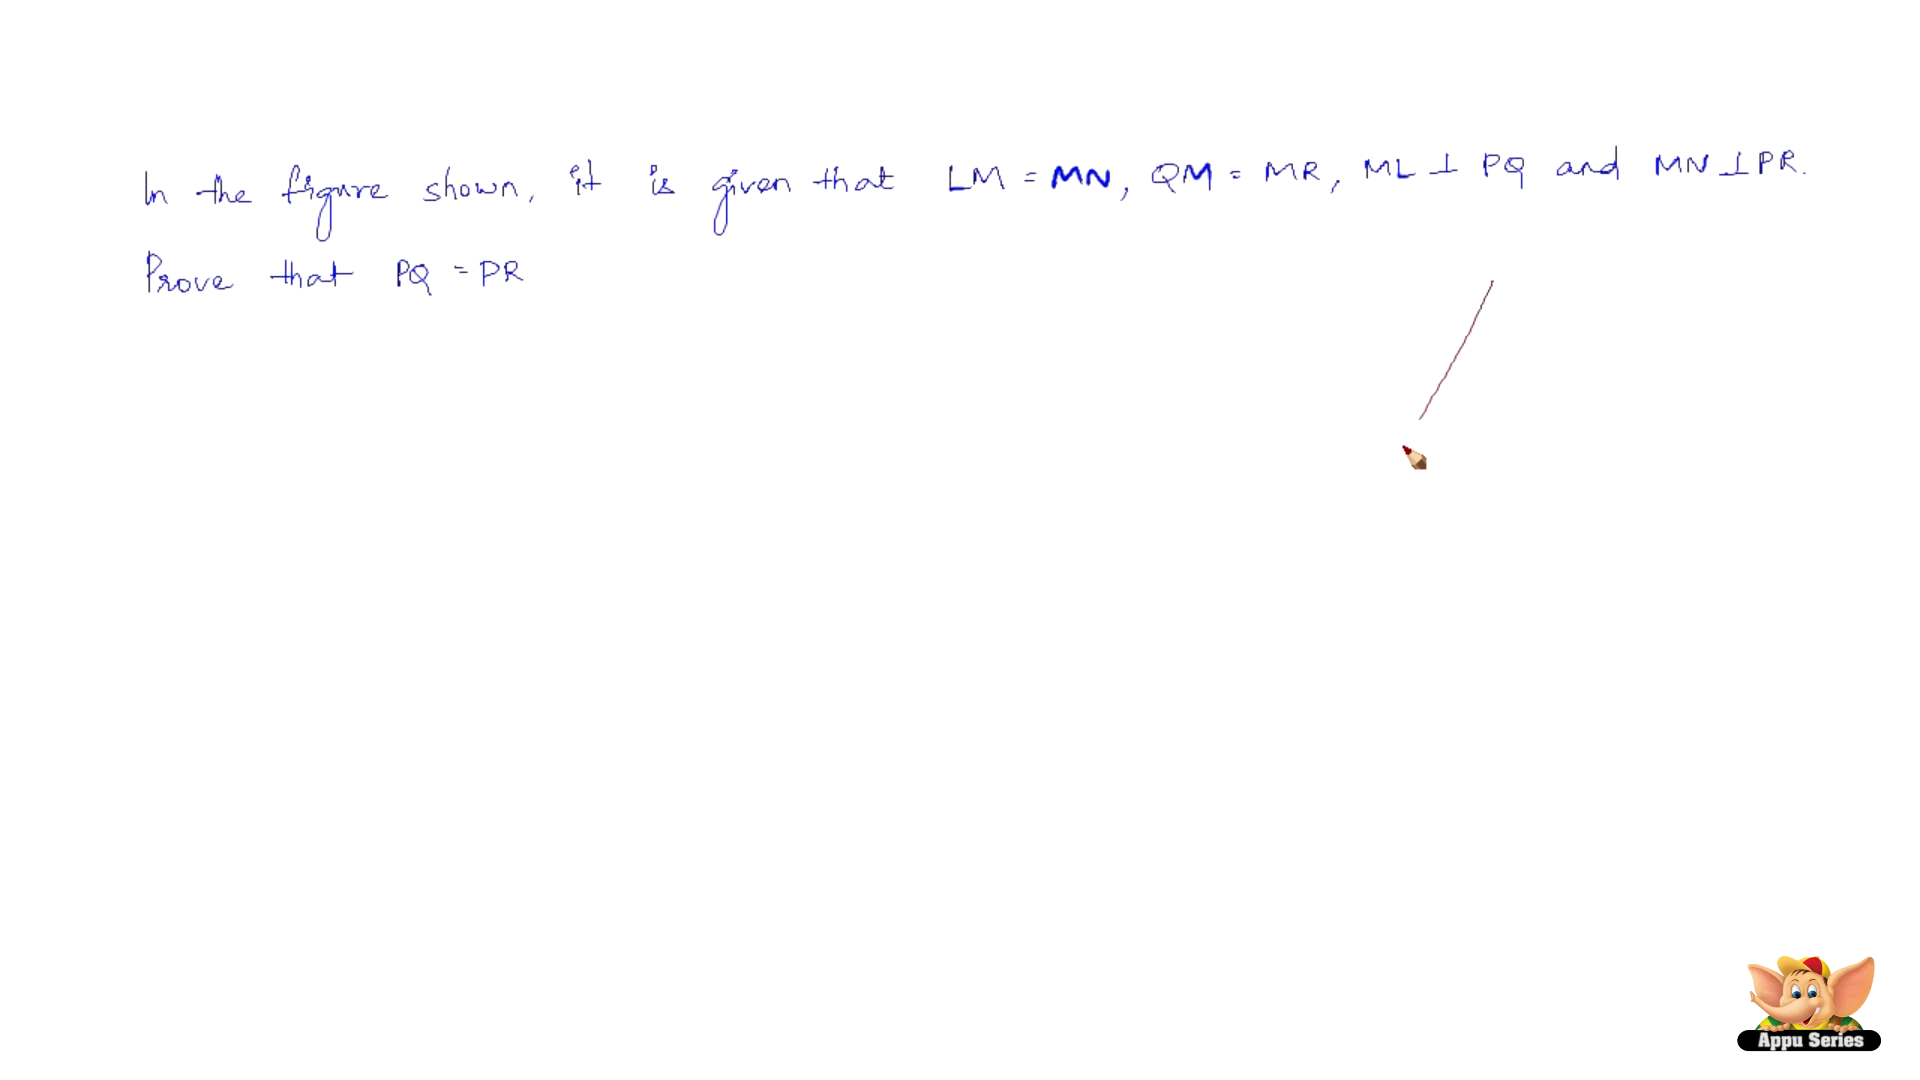 In the figure shown, it is given that LM = MN, QM = MR, ML ⊥ PQ and MN ⊥ PR.
Prove that PQ = PR
Appu Series